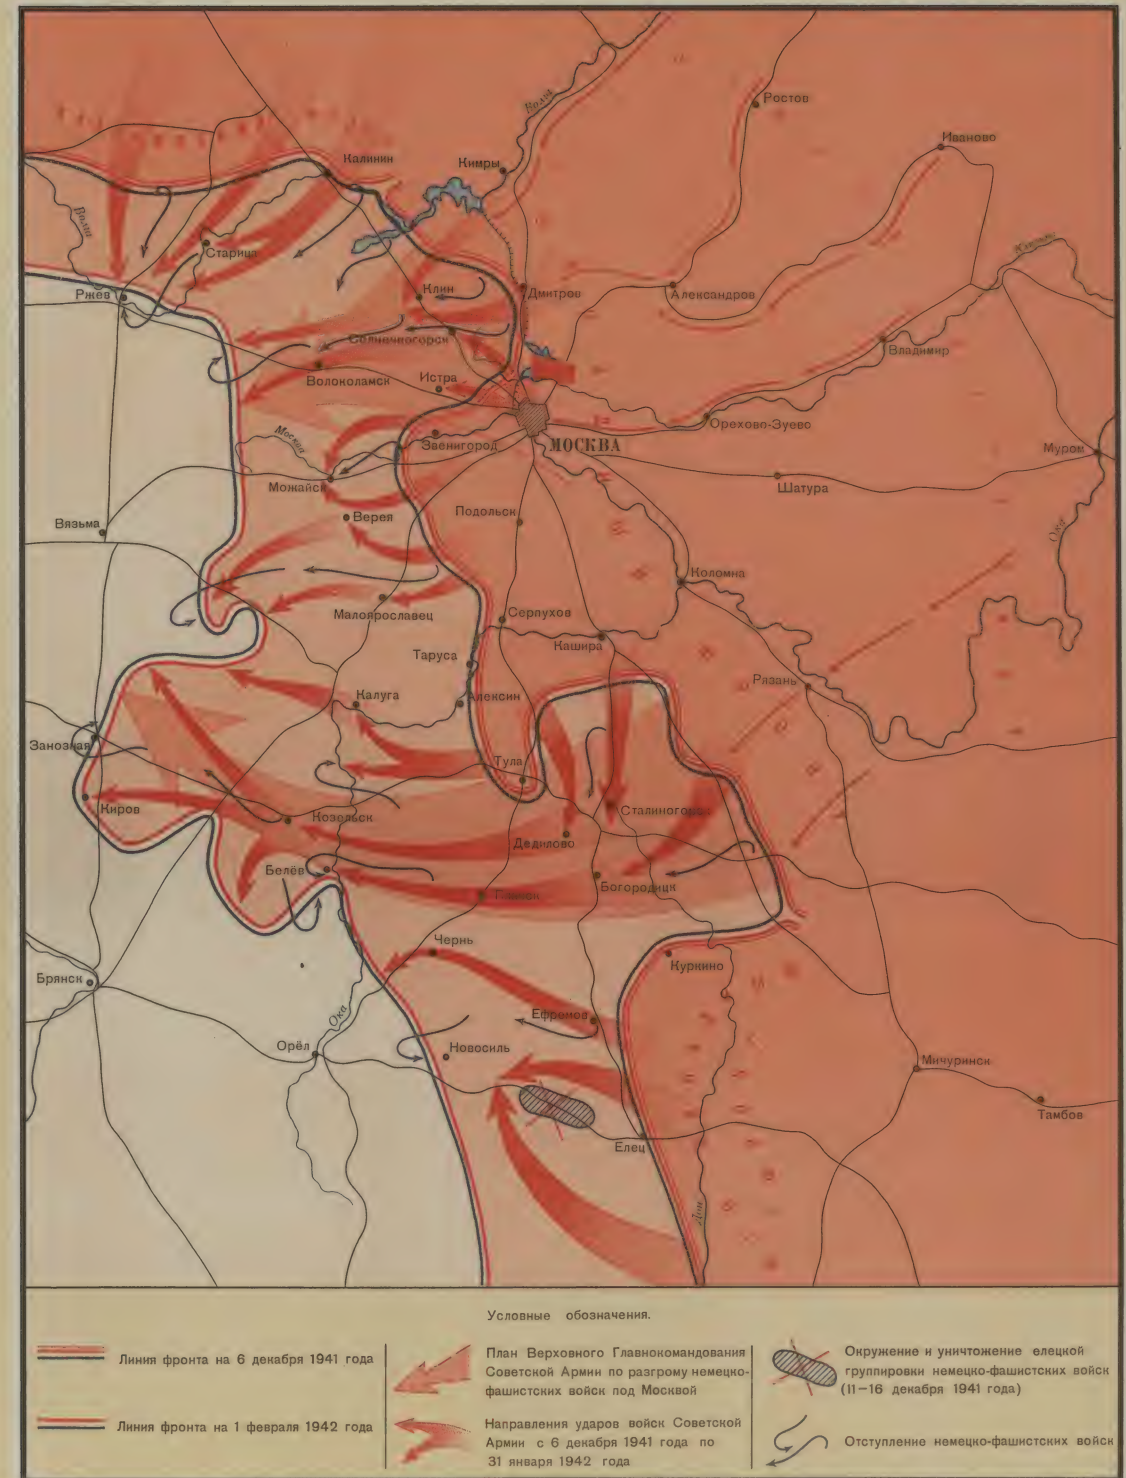 Ростов
Иваново
Волга
Калинин
Кимры
Волга
Старица
Ржев
Клин
Дмитров
Александров
Солнечногорск
Владимир
Волоколамск
Истра
Орехово-Зуево
Москва
Звенигород
МОСКВА
Муром
Можайск
Шатура
Верея
Подольск
Вязьма
Ока
Коломна
Малоярославец
Серпухов
Кашира
Таруса
Рязань
Калуга
Алексин
Занозная
Тула
Киров
Козельск
Сталиногорск
Дедилово
Белёв
Богородицк
Чернь
Куркино
Брянск
Ока
Ефремов
Орёл
Новосиль
Мичуринск
Тамбов
Елец
Дон
Условные обозначения.
Линия фронта на 6 декабря 1941 года
Линия фронта на 1 февраля 1942 года
План Верховного Главнокомандования
Советской Армии по разгрому немецко-
фашистских войск под Москвой
Направления ударов войск Советской
Армии с 6 декабря 1941 года по
31 января 1942 года
Окружение и уничтожение елецкой
группировки немецко-фашистских войск
(11–16 декабря 1941 года)
Отступление немецко-фашистских войск